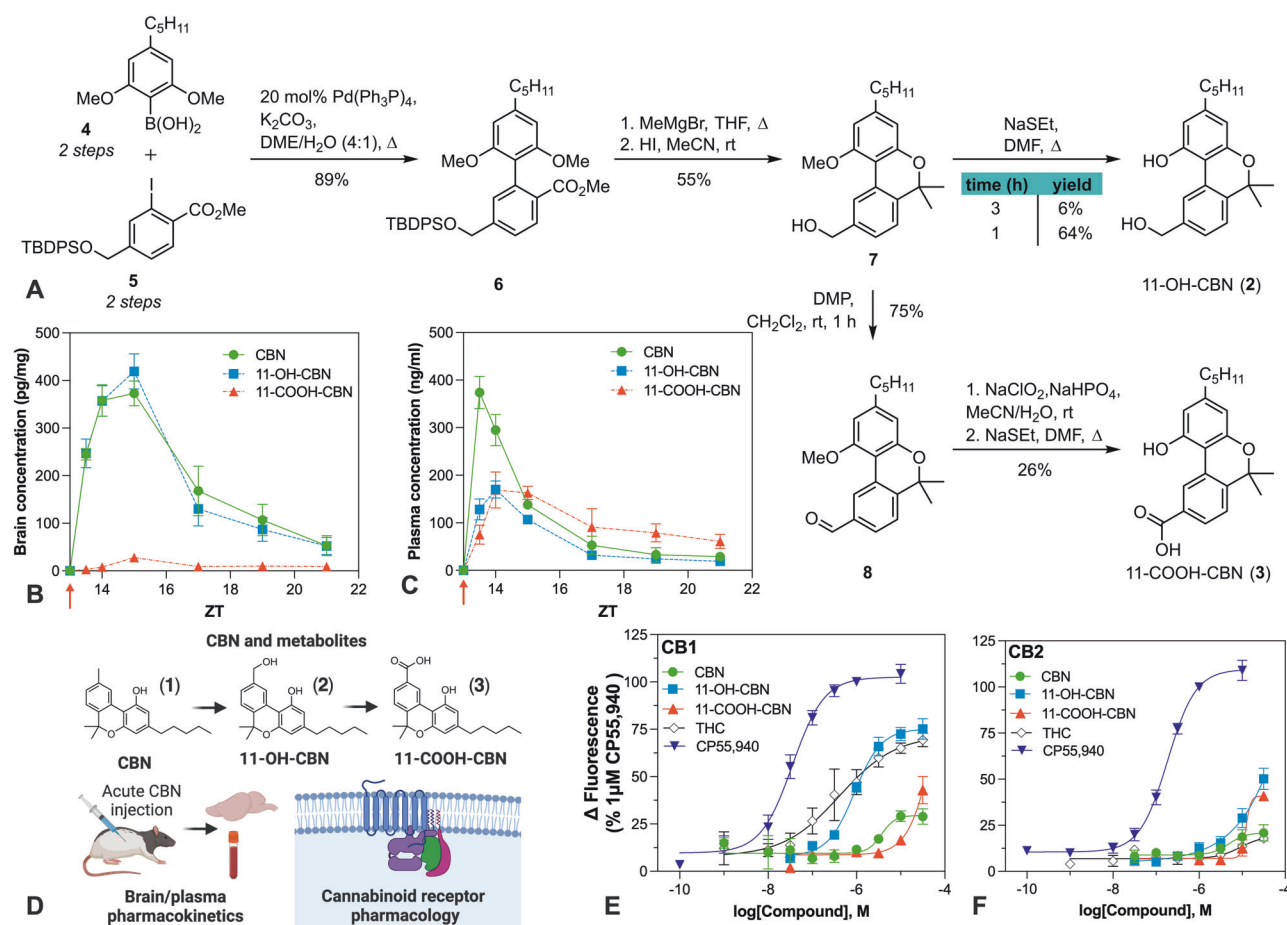 C5H11
MeO
OMe
B(OH)2
4
2 steps
+
I
CO2Me
TBDPSO
5
2 steps
A
20 mol% Pd(Ph3P)4,
K2CO3,
DME/H2O (4:1), Δ
89%
C5H11
MeO
OMe
CO2Me
TBDPSO
6
1. MeMgBr, THF, Δ
2. HI, MeCN, rt
55%
C5H11
MeO
O
HO
7
NaSEt,
DMF, Δ
time (h) yield
3 6%
1 64%
C5H11
HO
O
HO
11-OH-CBN (2)
DMP,
CH2Cl2, rt, 1 h
75%
C5H11
MeO
O
O
8
1. NaClO2,NaHPO4,
MeCN/H2O, rt
2. NaSEt, DMF, Δ
26%
C5H11
HO
O
O
OH
11-COOH-CBN (3)
500
400
300
200
100
0
Brain concentration (pg/mg)
CBN
11-OH-CBN
11-COOH-CBN
14 16 18 20 22
ZT
B
500
400
300
200
100
0
Plasma concentration (ng/ml)
CBN
11-OH-CBN
11-COOH-CBN
14 16 18 20 22
ZT
C
CBN and metabolites
OH
(1)
O
CBN
OH
OH
(2)
O
11-OH-CBN
O
OH
OH
(3)
O
11-COOH-CBN
Acute CBN
injection
Brain/plasma
pharmacokinetics
Cannabinoid receptor
pharmacology
D
125
100
75
50
25
0
Δ Fluorescence
(% 1µM CP55,940)
CB1
CBN
11-OH-CBN
11-COOH-CBN
THC
CP55,940
-10 -8 -6 -4
log[Compound], M
E
125
100
75
50
25
0
CB2
CBN
11-OH-CBN
11-COOH-CBN
THC
CP55,940
-10 -8 -6 -4
log[Compound], M
F